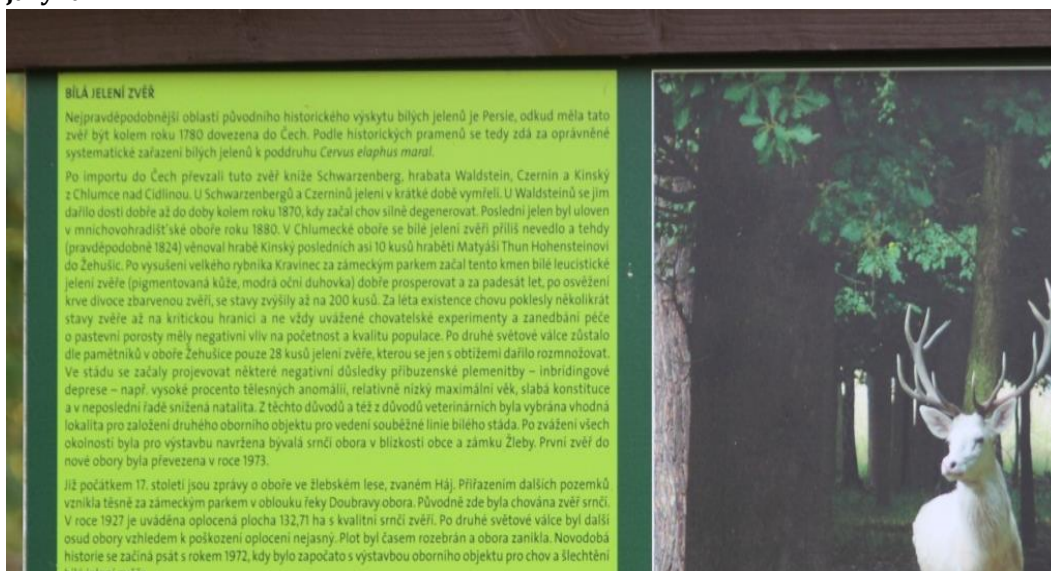 BÍLÁ JELENÍ ZVĚŘ
Nejpravděpodobnější oblastí původního historického výskytu bílých jelenů je Persie, odkud měla tato
zvěř být kolem roku 1780 dovezena do Čech. Podle historických pramenů se tedy zdá za oprávněné
systematické zařazení bílých jelenů k poddruhu Cervus elaphus maral.
Po importu do Čech převzali tuto zvěř kníže Schwarzenberg, hrabata Waldstein, Czernin a Kinský
z Chlumce nad Cidlinou. U Schwarzenbergů a Czerninů jeleni v krátké době vymřeli. U Waldsteinů se jim
dařilo dosti dobře až do doby kolem roku 1870, kdy začal chov silně degenerovat. Poslední jelen byl uloven
v mnichovohradišťské oboře roku 1880. V Chlumecké oboře se bílé jelení zvěři příliš nevedlo a tehdy
(pravděpodobně 1824) věnoval hrabě Kinský posledních asi 10 kusů hraběti Matyáši Thun Hohensteinovi
do Žehušic. Po vysušení velkého rybníka Kravinec za zámeckým parkem začal tento kmen bílé leucistické
jelení zvěře (pigmentovaná kůže, modrá oční duhovka) dobře prosperovat a za padesát let, po osvěžení
krve divoce zbarvenou zvěří, se stavy zvýšily až na 200 kusů. Za léta existence chovu poklesly několikrát
stavy zvěře až na kritickou hranici a ne vždy uvážené chovatelské experimenty a zanedbání péče
o pastevní porosty měly negativní vliv na početnost a kvalitu populace. Po druhé světové válce zůstalo
dle pamětníků v oboře Žehušice pouze 28 kusů jelení zvěře, kterou se jen s obtížemi dařilo rozmnožovat.
Ve stádu se začaly projevovat některé negativní důsledky příbuzenské plemenitby – inbridingové
deprese – např. vysoké procento tělesných anomálií, relativně nízký maximální věk, slabá konstituce
a v neposlední řadě snížená natalita. Z těchto důvodů a též z důvodů veterinárních byla vybrána vhodná
lokalita pro založení druhého oborního objektu pro vedení souběžné linie bílého stáda. Po zvážení všech
okolností byla pro výstavbu navržena bývalá srnčí obora v blízkosti obce a zámku Žleby. První zvěř do
nové obory byla převezena v roce 1973.
Již počátkem 17. století jsou zprávy o oboře ve žlebském lese, zvaném Háj. Přiřazením dalších pozemků
vznikla těsně za zámeckým parkem v oblouku řeky Doubravy obora. Původně zde byla chována zvěř srnčí.
V roce 1927 je uváděna oplocená plocha 132,71 ha s kvalitní srnčí zvěří. Po druhé světové válce byl další
osud obory vzhledem k poškození oplocení nejasný. Plot byl časem rozebrán a obora zanikla. Novodobá
historie se začíná psát s rokem 1972, kdy bylo započato s výstavbou oborního objektu pro chov a šlechtění